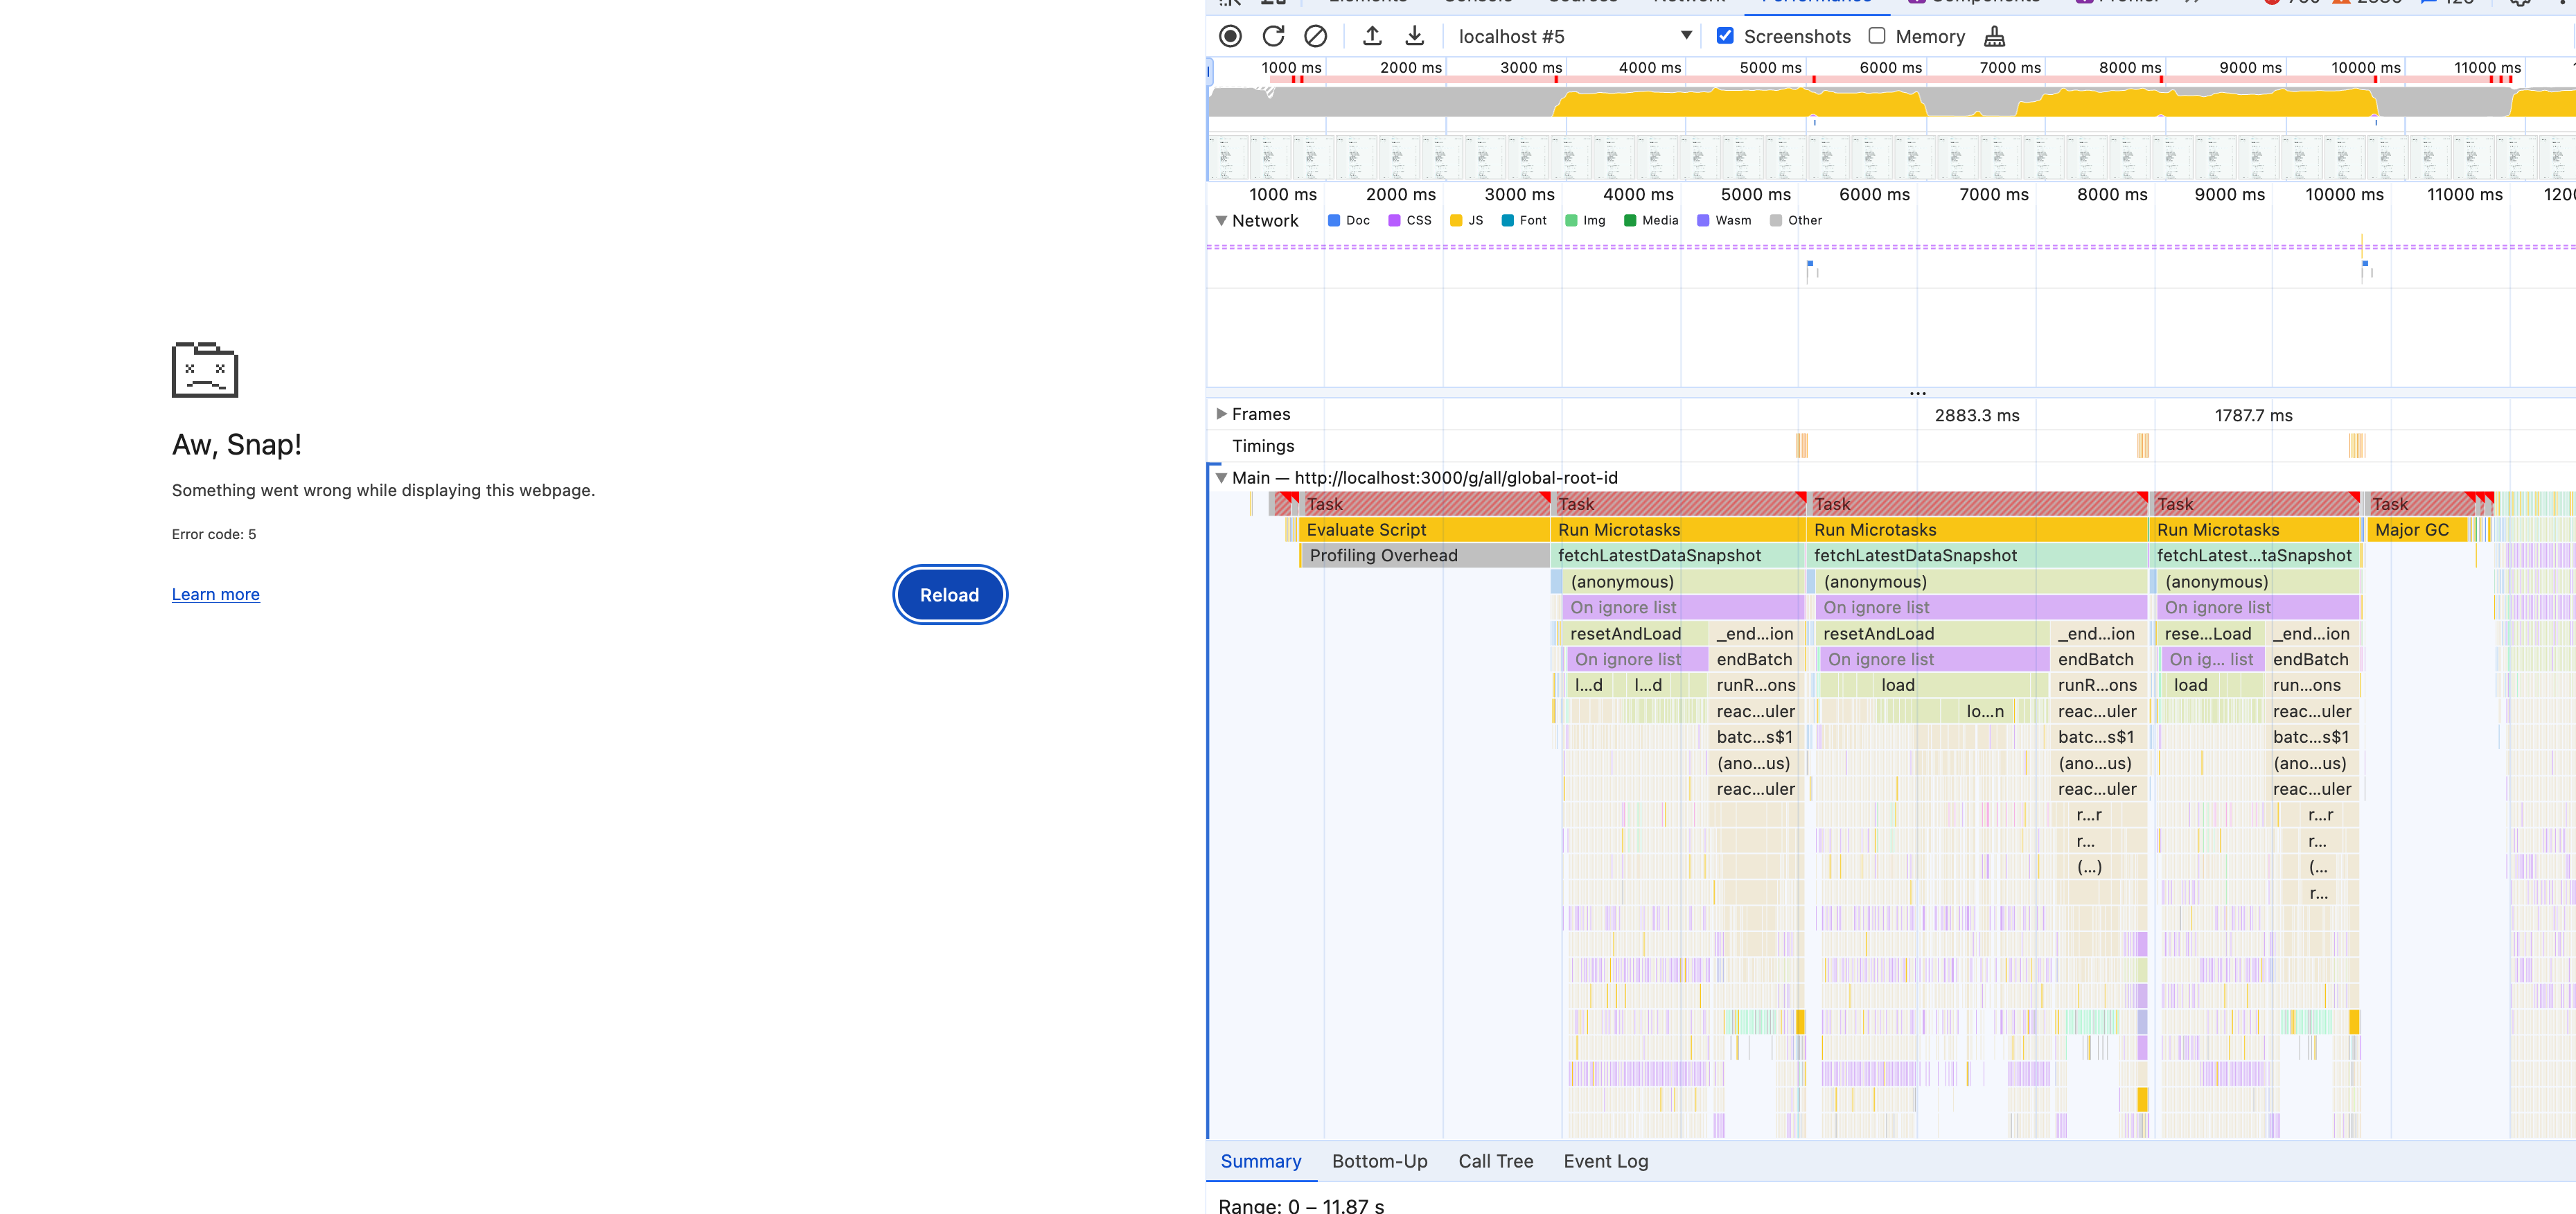 Aw, Snap!
Something went wrong while displaying this webpage.
Error code: 5
Learn more
Reload
Performance
localhost #5
Screenshots
Memory
1000 ms 2000 ms 3000 ms 4000 ms 5000 ms 6000 ms 7000 ms 8000 ms 9000 ms 10000 ms 11000 ms
1000 ms 2000 ms 3000 ms 4000 ms 5000 ms 6000 ms 7000 ms 8000 ms 9000 ms 10000 ms 11000 ms
Network Doc CSS JS Font Img Media Wasm Other
Frames 2883.3 ms 1787.7 ms
Timings
Main — http://localhost:3000/g/all/global-root-id
Task Task Task Task Task
Evaluate Script Run Microtasks Run Microtasks Run Microtasks Major GC
Profiling Overhead fetchLatestDataSnapshot fetchLatestDataSnapshot fetchLatest...taSnapshot
(anonymous) (anonymous) (anonymous)
On ignore list On ignore list On ignore list
resetAndLoad _end...ion resetAndLoad _end...ion rese...Load _end...ion
On ignore list endBatch On ignore list endBatch On ig... list endBatch
l...d l...d runR...ons load runR...ons load run...ons
reac...uler lo...n reac...uler reac...uler
batc...s$1 batc...s$1 batc...s$1
(ano...us) (ano...us) (ano...us)
reac...uler reac...uler reac...uler
r...r r...r
r... r...
(...) (...
r...
Summary Bottom-Up Call Tree Event Log
Range: 0 – 11.87 s